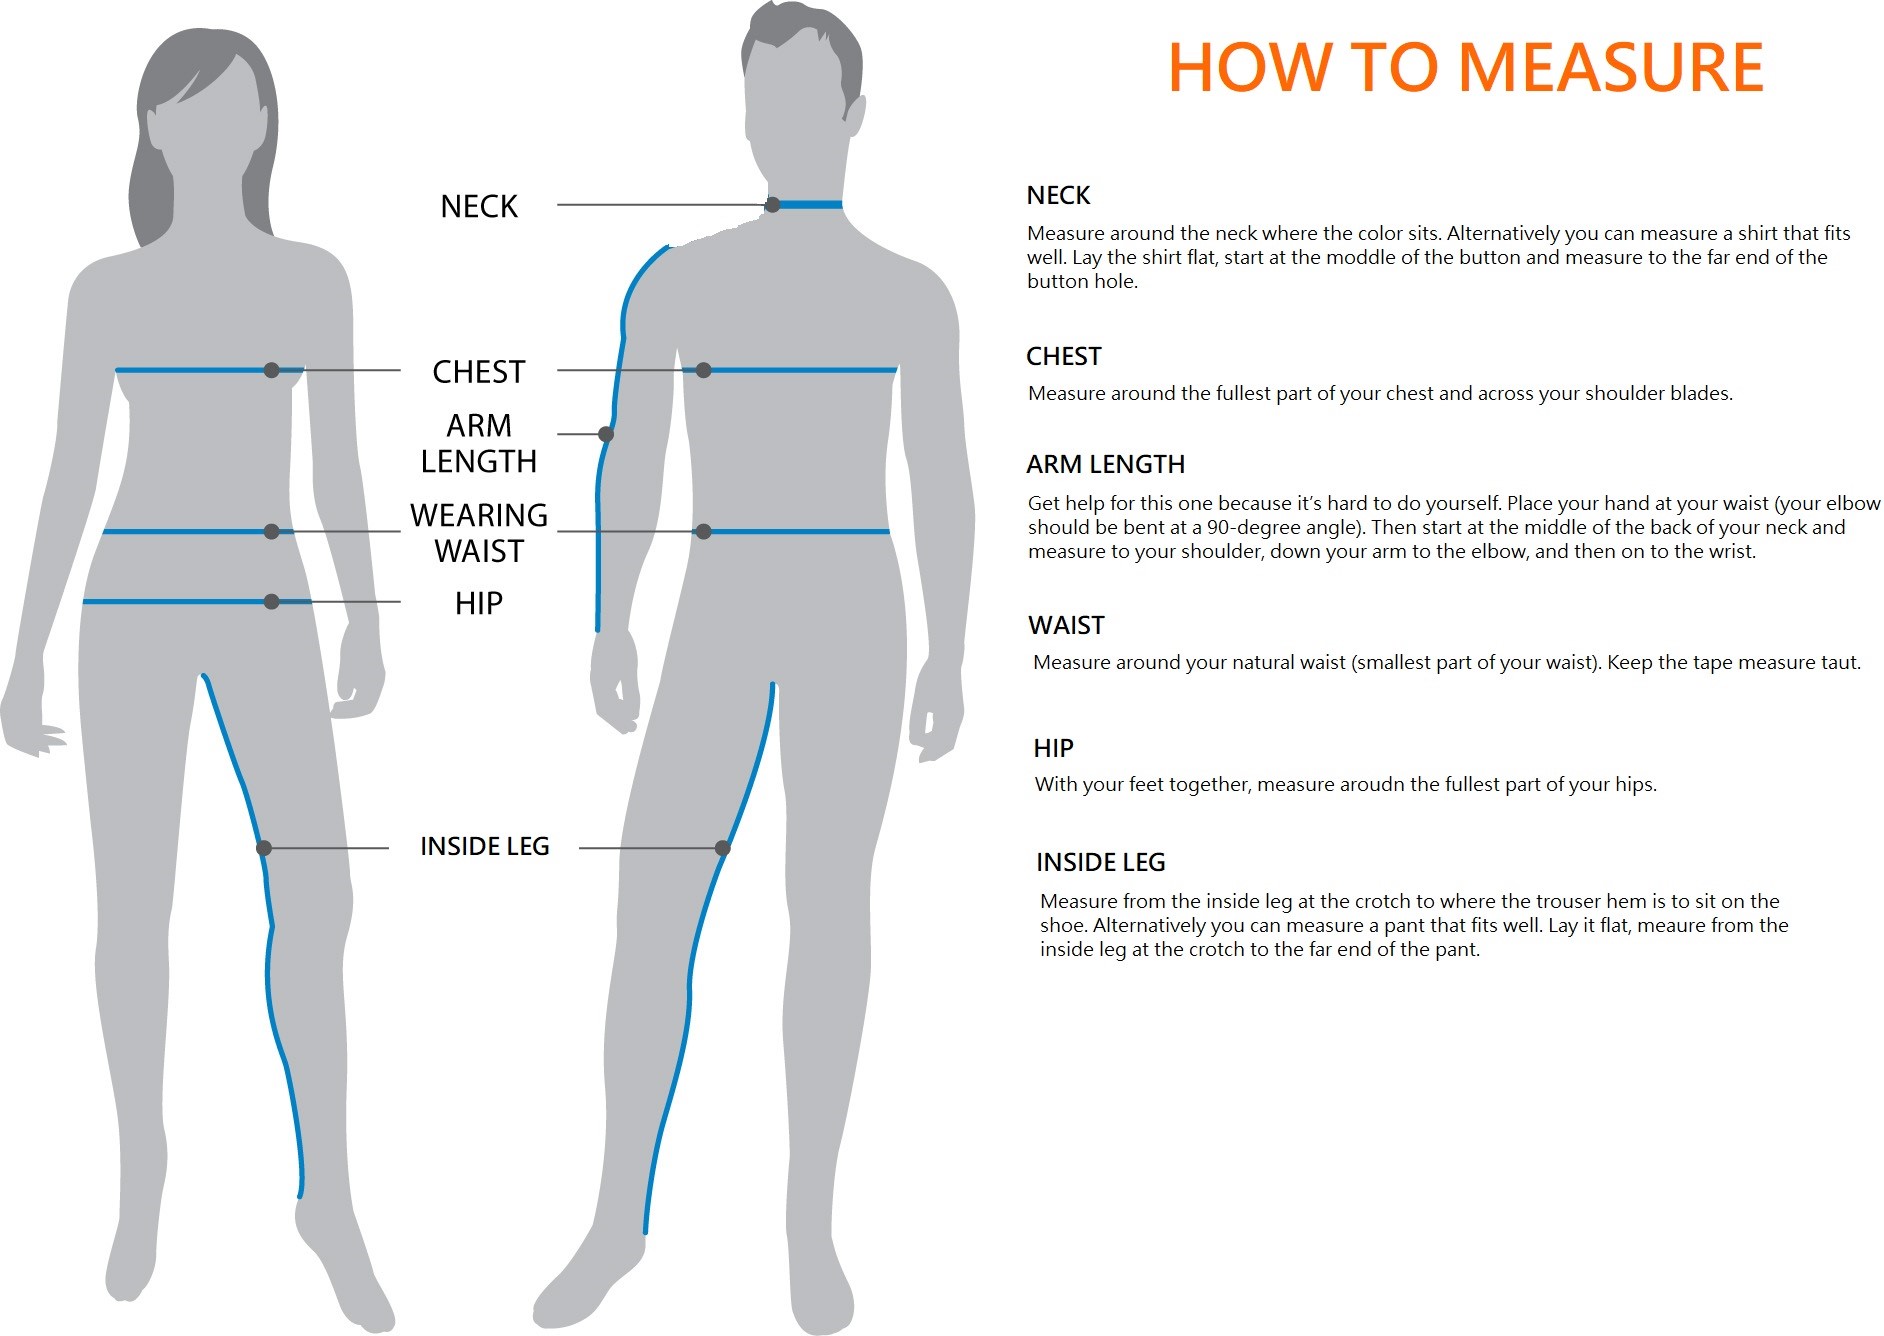 HOW TO MEASURE
NECK
CHEST
ARM
LENGTH
WEARING
WAIST
HIP
INSIDE LEG
NECK
Measure around the neck where the color sits. Alternatively you can measure a shirt that fits
well. Lay the shirt flat, start at the moddle of the button and measure to the far end of the
button hole.
CHEST
Measure around the fullest part of your chest and across your shoulder blades.
ARM LENGTH
Get help for this one because it’s hard to do yourself. Place your hand at your waist (your elbow
should be bent at a 90-degree angle). Then start at the middle of the back of your neck and
measure to your shoulder, down your arm to the elbow, and then on to the wrist.
WAIST
Measure around your natural waist (smallest part of your waist). Keep the tape measure taut.
HIP
With your feet together, measure aroudn the fullest part of your hips.
INSIDE LEG
Measure from the inside leg at the crotch to where the trouser hem is to sit on the
shoe. Alternatively you can measure a pant that fits well. Lay it flat, meaure from the
inside leg at the crotch to the far end of the pant.